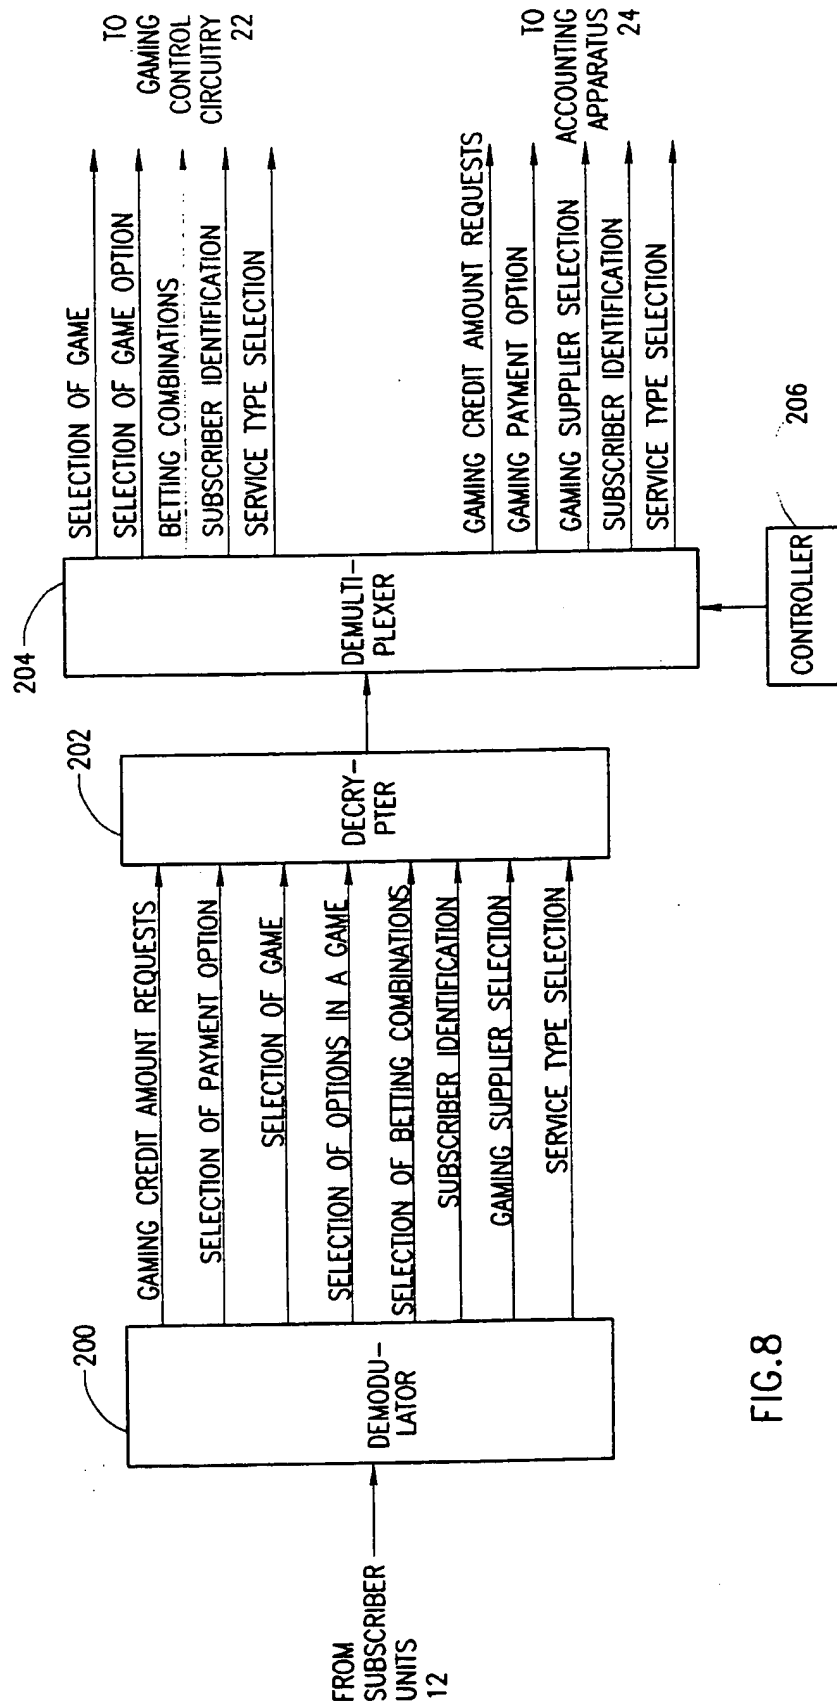 FROM
SUBSCRIBER
UNITS
12
200
DEMODU-
LATOR
GAMING CREDIT AMOUNT REQUESTS
SELECTION OF PAYMENT OPTION
SELECTION OF GAME
SELECTION OF OPTIONS IN A GAME
SELECTION OF BETTING COMBINATIONS
SUBSCRIBER IDENTIFICATION
GAMING SUPPLIER SELECTION
SERVICE TYPE SELECTION
202
DECRY-
PTER
204
DEMULTI-
PLEXER
SELECTION OF GAME
SELECTION OF GAME OPTION
BETTING COMBINATIONS
SUBSCRIBER IDENTIFICATION
SERVICE TYPE SELECTION
TO
GAMING
CONTROL
CIRCUITRY
22
GAMING CREDIT AMOUNT REQUESTS
GAMING PAYMENT OPTION
GAMING SUPPLIER SELECTION
SUBSCRIBER IDENTIFICATION
SERVICE TYPE SELECTION
TO
ACCOUNTING
APPARATUS
24
CONTROLLER
206
FIG.8